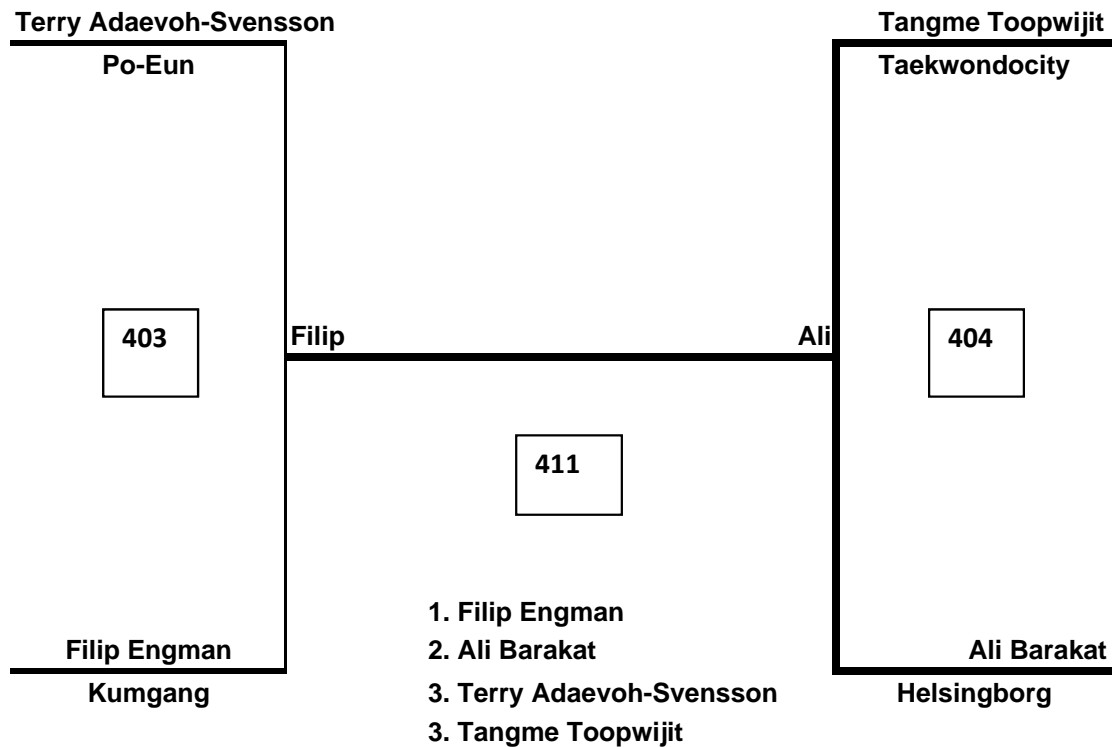 Terry Adaevoh-Svensson
Po-Eun
Tangme Toopwijit
Taekwondocity
403
Filip
Ali
404
411
Filip Engman
Kumgang
1. Filip Engman
2. Ali Barakat
3. Terry Adaevoh-Svensson
3. Tangme Toopwijit
Ali Barakat
Helsingborg